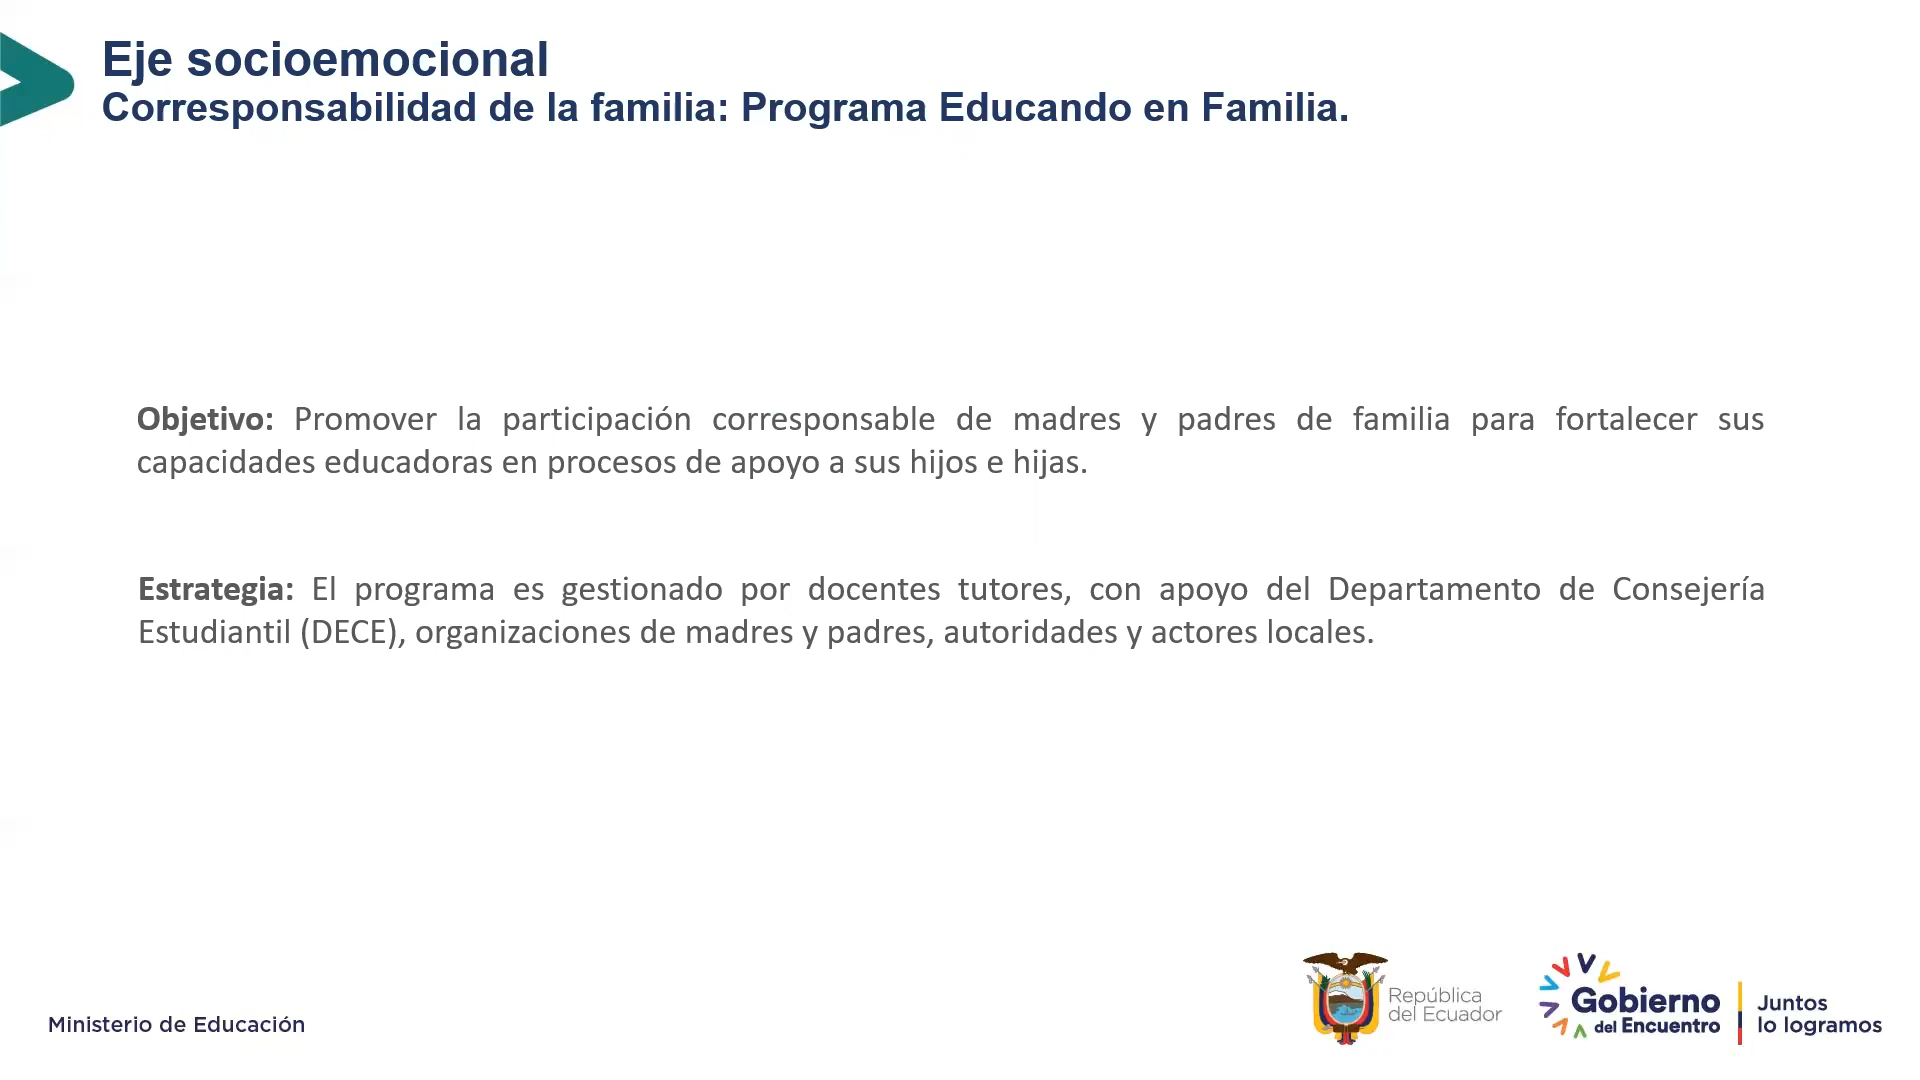 Eje socioemocional
Corresponsabilidad de la familia: Programa Educando en Familia.
Objetivo: Promover la participación corresponsable de madres y padres de familia para fortalecer sus
capacidades educadoras en procesos de apoyo a sus hijos e hijas.
Estrategia: El programa es gestionado por docentes tutores, con apoyo del Departamento de Consejería
Estudiantil (DECE), organizaciones de madres y padres, autoridades y actores locales.
Ministerio de Educación
República
del Ecuador
Gobierno
del Encuentro
Juntos
lo logramos